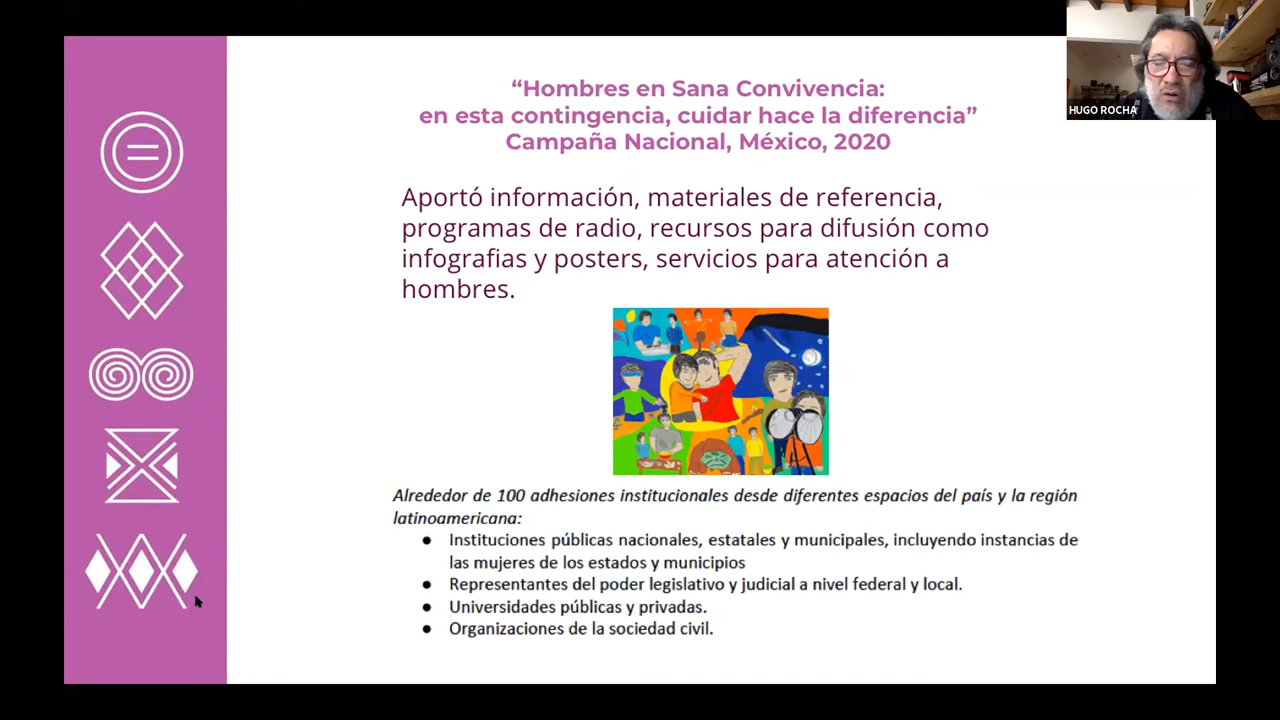 “Hombres en Sana Convivencia:
en esta contingencia, cuidar hace la diferencia”
Campaña Nacional, México, 2020
HUGO ROCHA
Aportó información, materiales de referencia,
programas de radio, recursos para difusión como
infografias y posters, servicios para atención a
hombres.
Alrededor de 100 adhesiones institucionales desde diferentes espacios del país y la región
latinoamericana:
● Instituciones públicas nacionales, estatales y municipales, incluyendo instancias de
las mujeres de los estados y municipios
● Representantes del poder legislativo y judicial a nivel federal y local.
● Universidades públicas y privadas.
● Organizaciones de la sociedad civil.